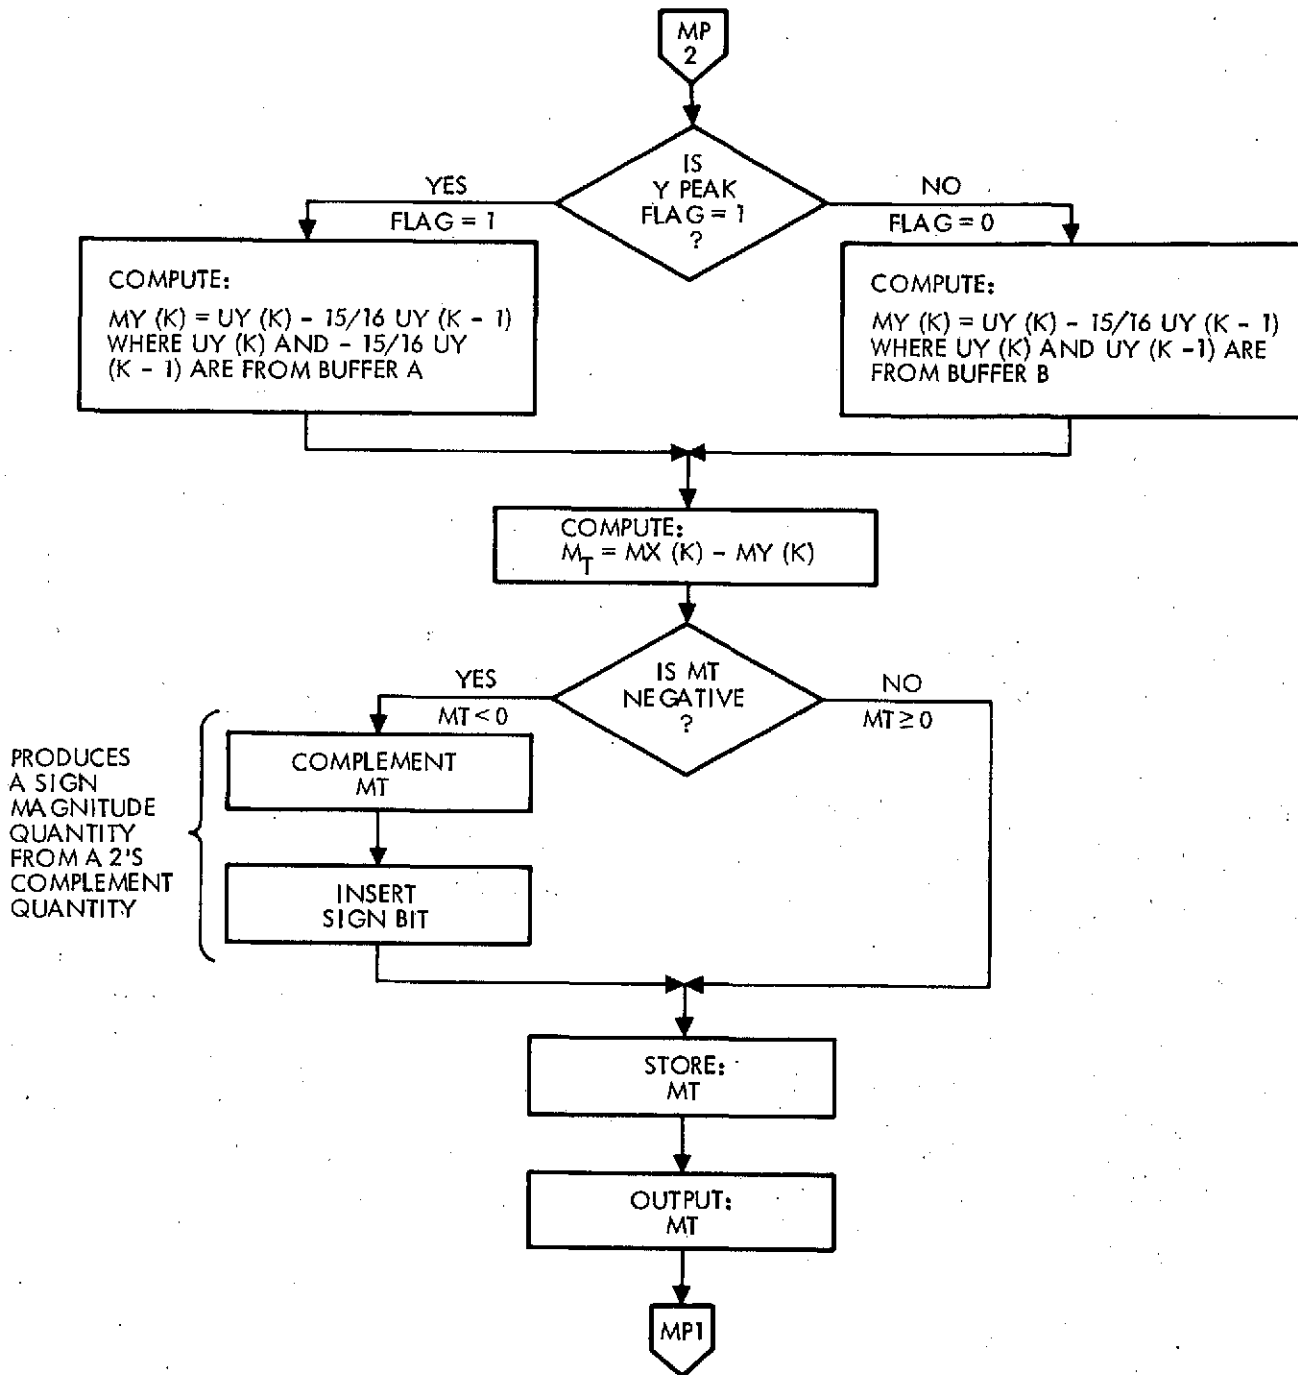 MP
2
IS
Y PEAK
FLAG = 1
?
YES
FLAG = 1
NO
FLAG = 0
COMPUTE:
MY (K) = UY (K) - 15/16 UY (K - 1)
WHERE UY (K) AND - 15/16 UY
(K - 1) ARE FROM BUFFER A
COMPUTE:
MY (K) = UY (K) - 15/16 UY (K - 1)
WHERE UY (K) AND UY (K -1) ARE
FROM BUFFER B
COMPUTE:
M_T = MX (K) - MY (K)
IS MT
NEGATIVE
?
YES
MT < 0
NO
MT ≥ 0
PRODUCES
A SIGN
MAGNITUDE
QUANTITY
FROM A 2'S
COMPLEMENT
QUANTITY
COMPLEMENT
MT
INSERT
SIGN BIT
STORE:
MT
OUTPUT:
MT
MP1